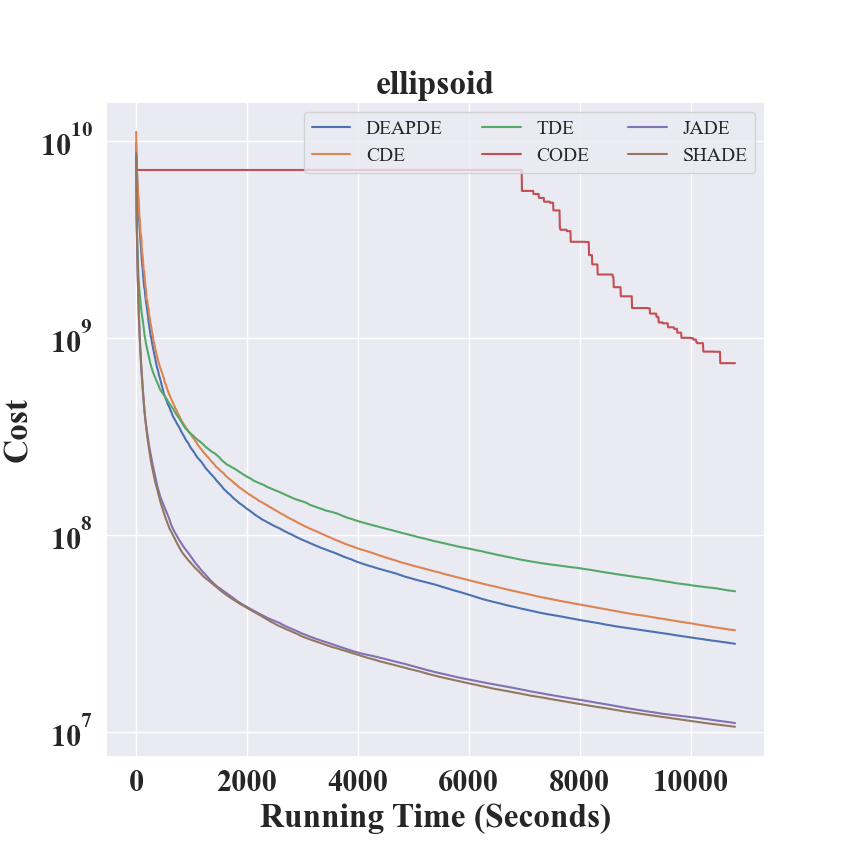 ellipsoid
DEAPDE TDE JADE
CDE CODE SHADE
10^10
10^9
10^8
10^7
Cost
0 2000 4000 6000 8000 10000
Running Time (Seconds)